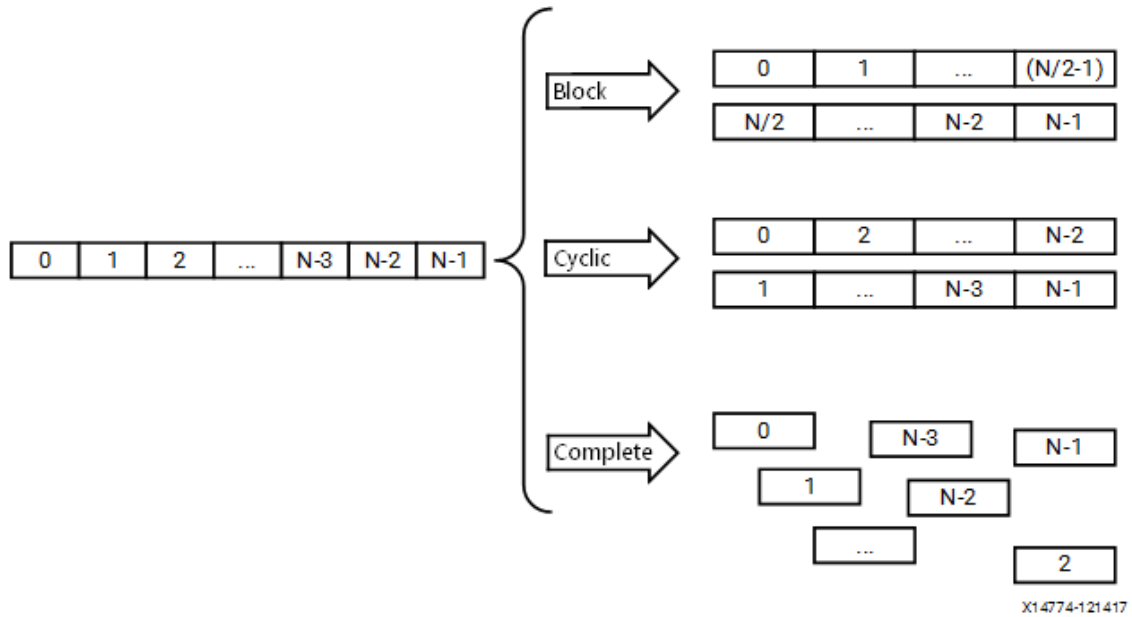 0 1 2 ... N-3 N-2 N-1
Block
0 1 ... (N/2-1)
N/2 ... N-2 N-1
Cyclic
0 2 ... N-2
1 ... N-3 N-1
Complete
0 N-3 N-1
1 N-2
...
2
X14774-121417